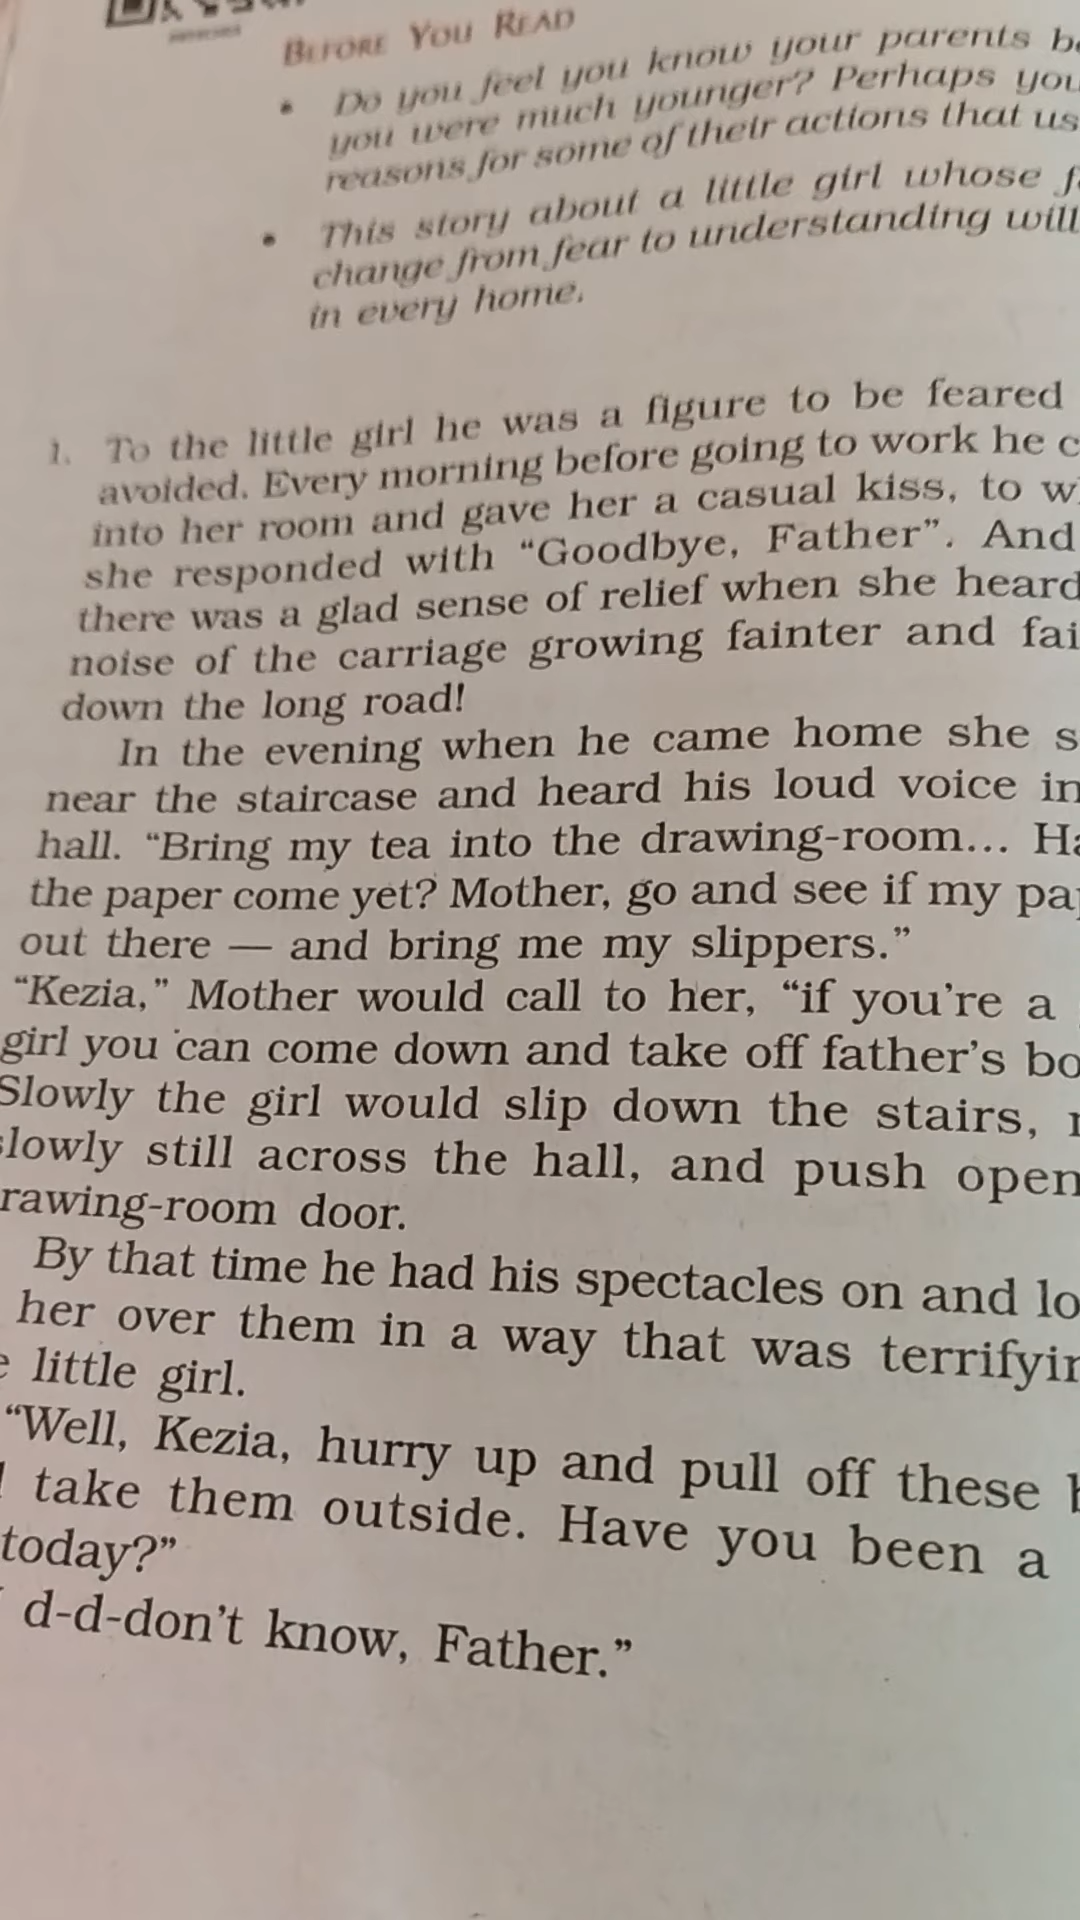 BEFORE YOU READ
• Do you feel you know your parents
you were much younger? Perhaps you
reasons for some of their actions that us
• This story about a little girl whose
change from fear to understanding will
in every home.
1. To the little girl he was a figure to be feared
avoided. Every morning before going to work he c
into her room and gave her a casual kiss, to w
she responded with “Goodbye, Father”. And
there was a glad sense of relief when she heard
noise of the carriage growing fainter and fai
down the long road!
In the evening when he came home she s
near the staircase and heard his loud voice in
hall. “Bring my tea into the drawing-room... Ha
the paper come yet? Mother, go and see if my pa
out there — and bring me my slippers.”
“Kezia,” Mother would call to her, “if you’re a
girl you can come down and take off father’s bo
Slowly the girl would slip down the stairs,
slowly still across the hall, and push open
rawing-room door.
By that time he had his spectacles on and lo
her over them in a way that was terrifyin
e little girl.
“Well, Kezia, hurry up and pull off these b
take them outside. Have you been a
today?”
d-d-don’t know, Father.”